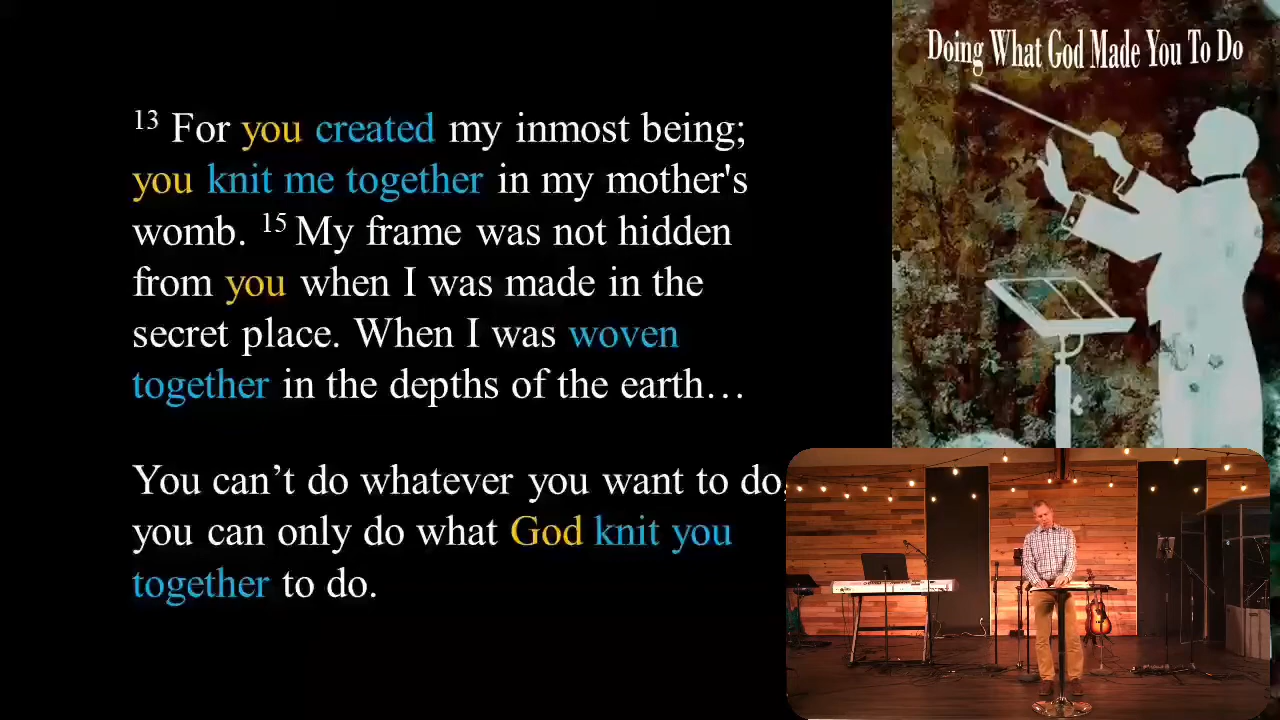 Doing What God Made You To Do
13 For you created my inmost being;
you knit me together in my mother's
womb. 15 My frame was not hidden
from you when I was made in the
secret place. When I was woven
together in the depths of the earth…
You can’t do whatever you want to do,
you can only do what God knit you
together to do.